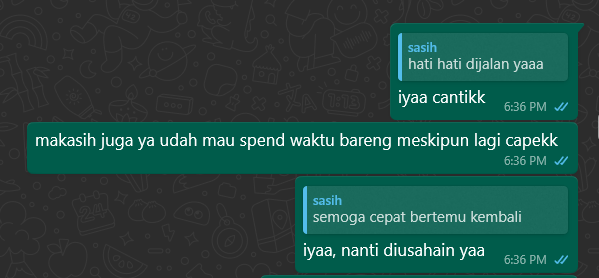 sasih
hati hati dijalan yaaa
iyaa cantikk
6:36 PM
makasih juga ya udah mau spend waktu bareng meskipun lagi capekk
6:36 PM
sasih
semoga cepat bertemu kembali
iyaa, nanti diusahain yaa
6:36 PM